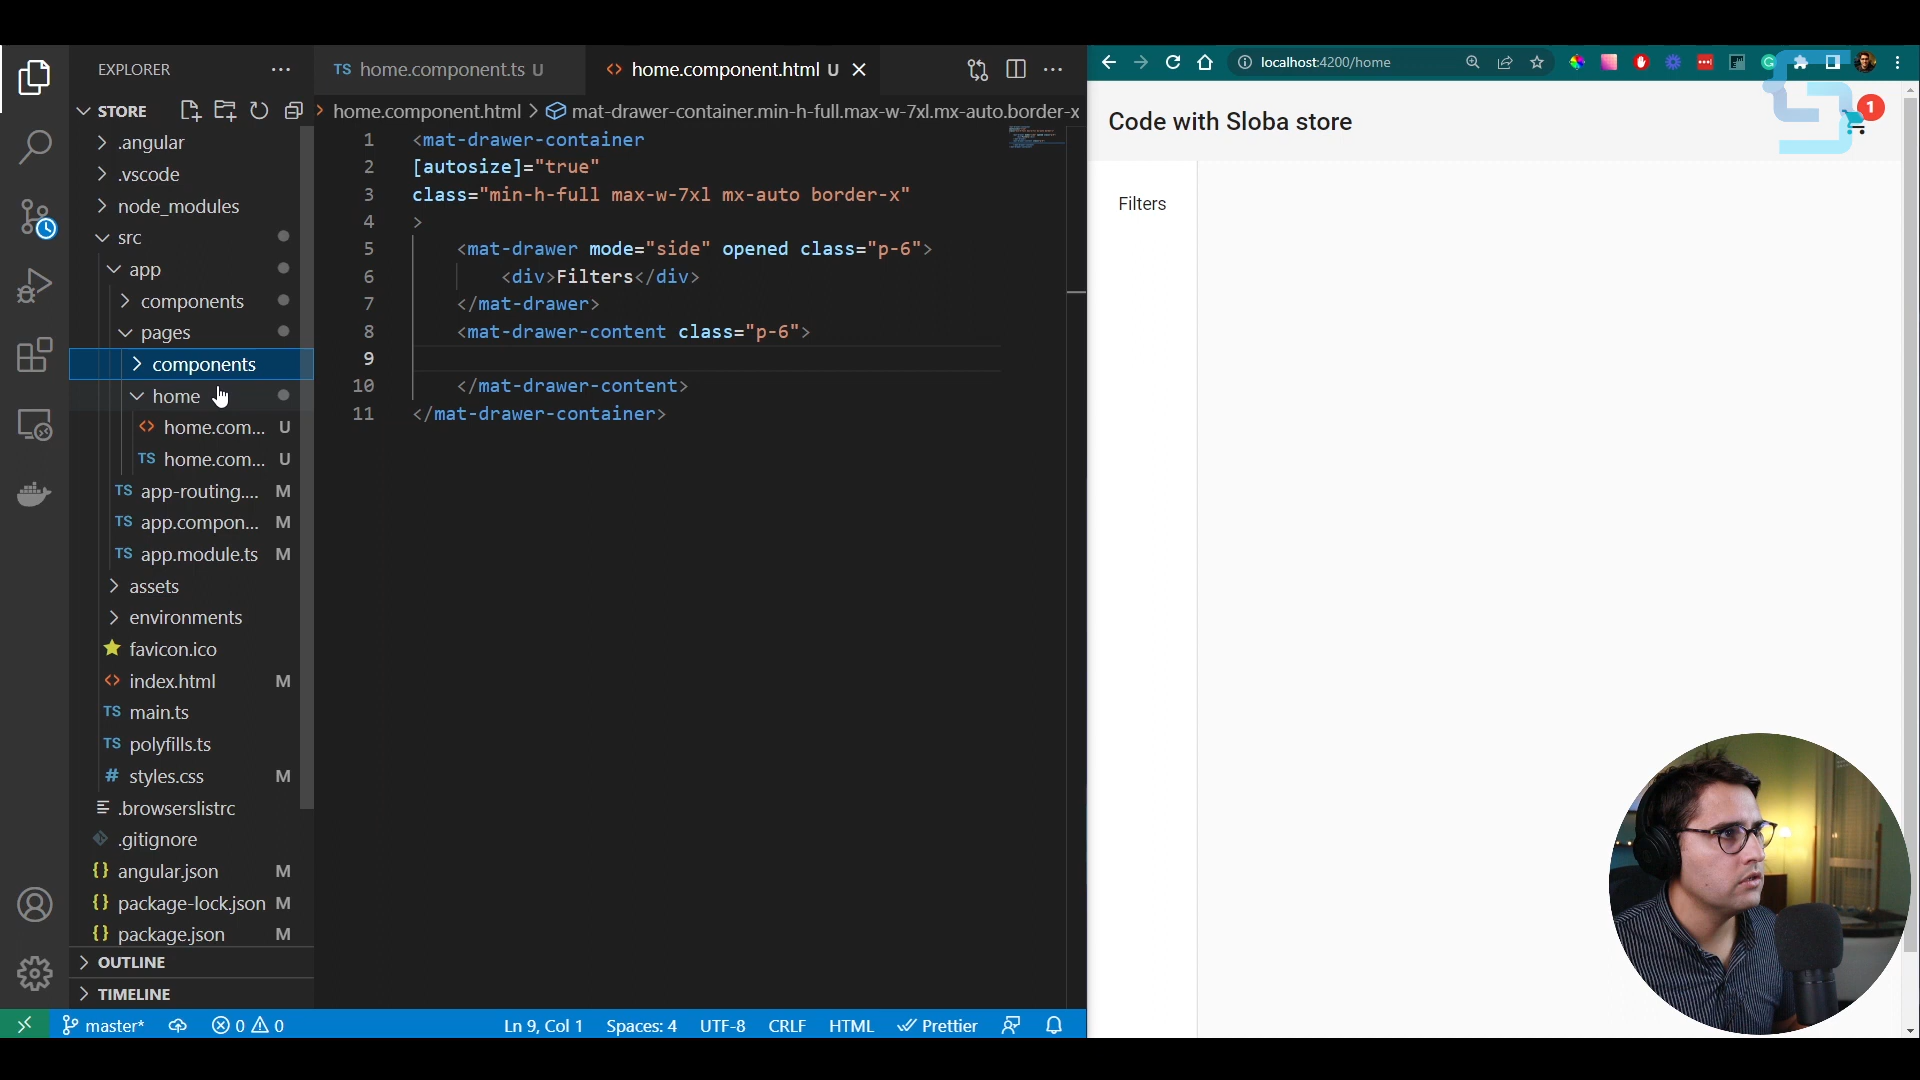 EXPLORER
STORE
.angular
.vscode
node_modules
src
app
components
pages
components
home
home.com... U
home.com... U
app-routing.... M
app.compon... M
app.module.ts M
assets
environments
favicon.ico
index.html M
main.ts
polyfills.ts
styles.css M
.browserslistrc
.gitignore
angular.json M
package-lock.json M
package.json M
OUTLINE
TIMELINE
home.component.ts U
home.component.html U
home.component.html > mat-drawer-container.min-h-full.max-w-7xl.mx-auto.border-x
1 <mat-drawer-container
2 [autosize]="true"
3 class="min-h-full max-w-7xl mx-auto border-x"
4 >
5 <mat-drawer mode="side" opened class="p-6">
6 <div>Filters</div>
7 </mat-drawer>
8 <mat-drawer-content class="p-6">
9
10 </mat-drawer-content>
11 </mat-drawer-container>
master* 0 0 Ln 9, Col 1 Spaces: 4 UTF-8 CRLF HTML Prettier
localhost:4200/home
Code with Sloba store
1
Filters